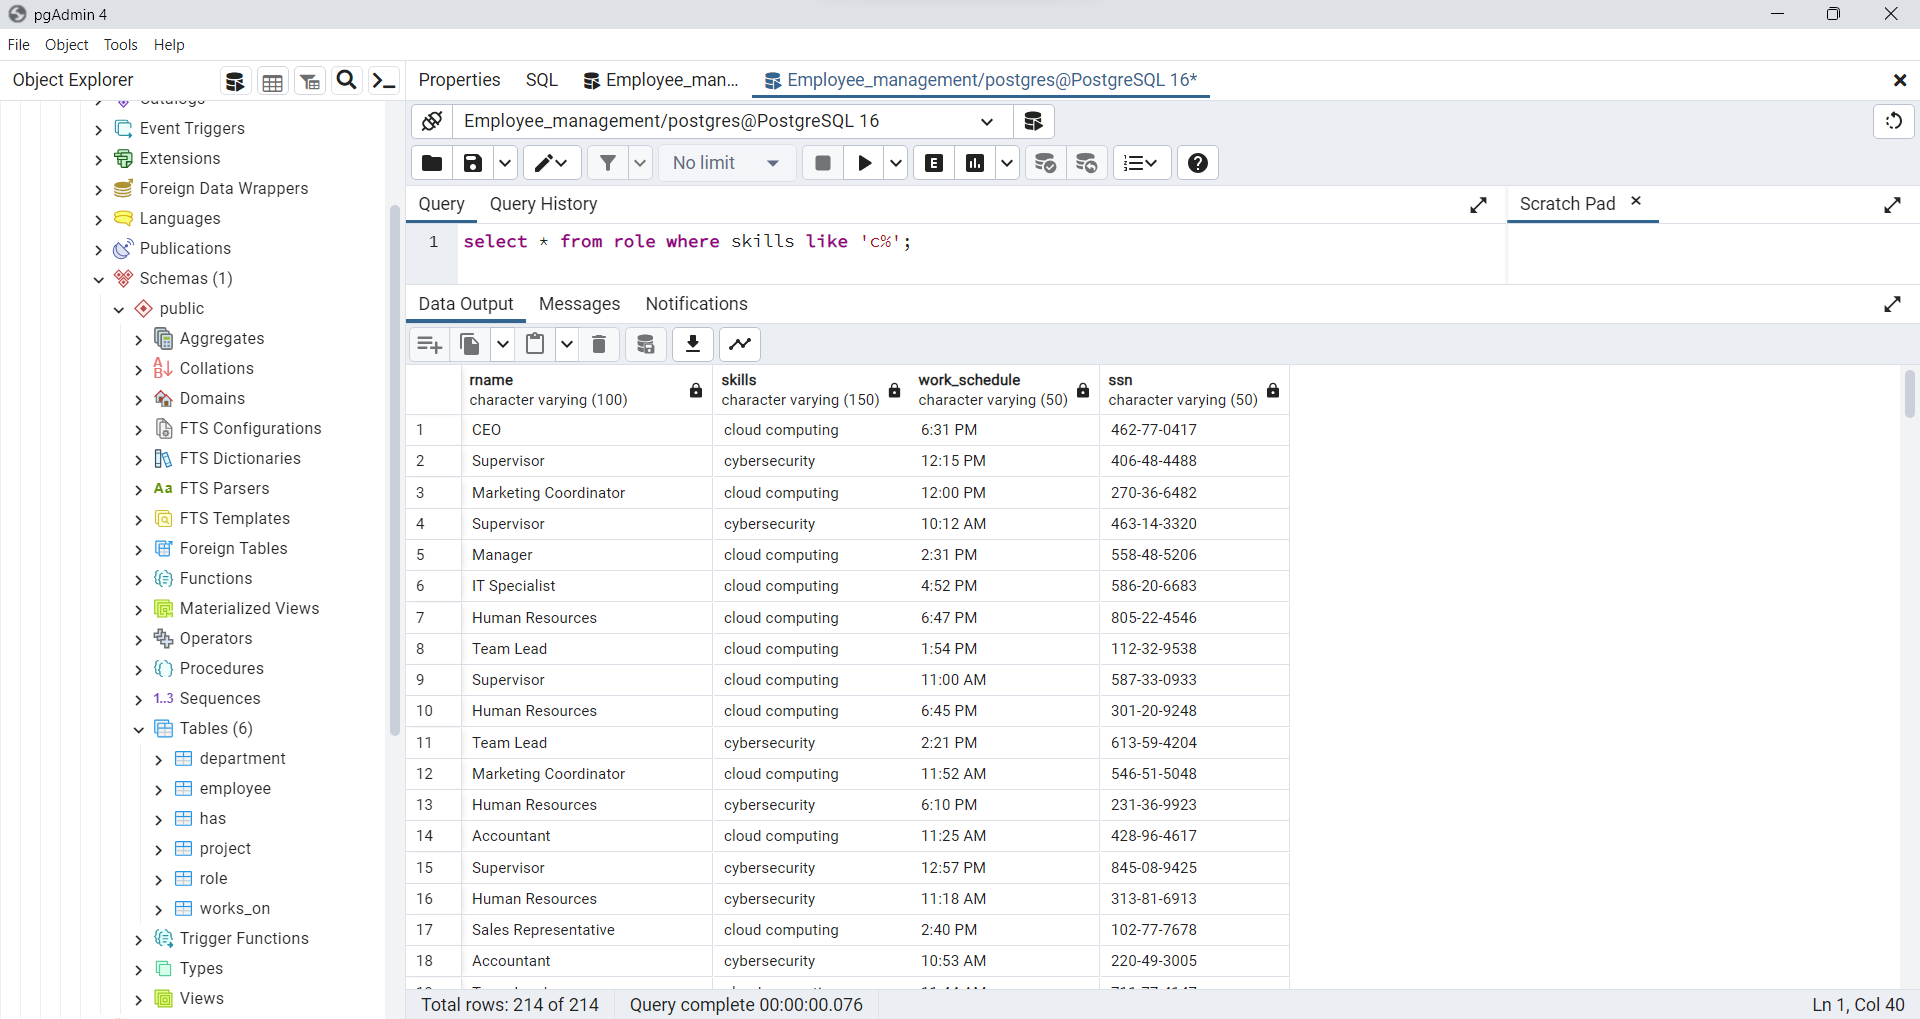 pgAdmin 4
File Object Tools Help
Object Explorer
Properties SQL Employee_man... Employee_management/postgres@PostgreSQL 16*
Catalogs
Event Triggers
Extensions
Foreign Data Wrappers
Languages
Publications
Schemas (1)
public
Aggregates
Collations
Domains
FTS Configurations
FTS Dictionaries
Aa FTS Parsers
FTS Templates
Foreign Tables
Functions
Materialized Views
Operators
Procedures
1..3 Sequences
Tables (6)
department
employee
has
project
role
works_on
Trigger Functions
Types
Views
Employee_management/postgres@PostgreSQL 16
No limit E
Query Query History
Scratch Pad
1 select * from role where skills like 'c%';
Data Output Messages Notifications
rname skills work_schedule ssn
character varying (100) character varying (150) character varying (50) character varying (50)
1 CEO cloud computing 6:31 PM 462-77-0417
2 Supervisor cybersecurity 12:15 PM 406-48-4488
3 Marketing Coordinator cloud computing 12:00 PM 270-36-6482
4 Supervisor cybersecurity 10:12 AM 463-14-3320
5 Manager cloud computing 2:31 PM 558-48-5206
6 IT Specialist cloud computing 4:52 PM 586-20-6683
7 Human Resources cloud computing 6:47 PM 805-22-4546
8 Team Lead cloud computing 1:54 PM 112-32-9538
9 Supervisor cloud computing 11:00 AM 587-33-0933
10 Human Resources cloud computing 6:45 PM 301-20-9248
11 Team Lead cybersecurity 2:21 PM 613-59-4204
12 Marketing Coordinator cloud computing 11:52 AM 546-51-5048
13 Human Resources cybersecurity 6:10 PM 231-36-9923
14 Accountant cloud computing 11:25 AM 428-96-4617
15 Supervisor cybersecurity 12:57 PM 845-08-9425
16 Human Resources cybersecurity 11:18 AM 313-81-6913
17 Sales Representative cloud computing 2:40 PM 102-77-7678
18 Accountant cybersecurity 10:53 AM 220-49-3005
Total rows: 214 of 214 Query complete 00:00:00.076 Ln 1, Col 40